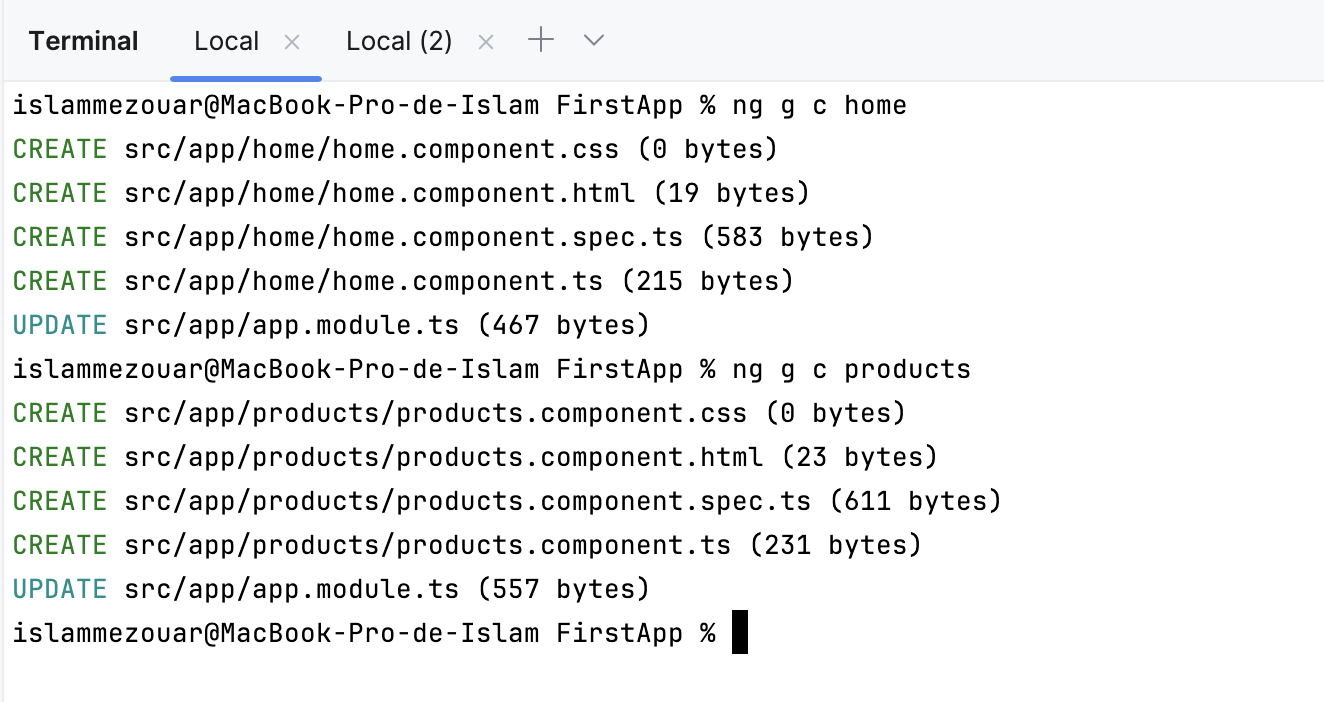 Terminal Local × Local (2) × + 
islammezouar@MacBook-Pro-de-Islam FirstApp % ng g c home
CREATE src/app/home/home.component.css (0 bytes)
CREATE src/app/home/home.component.html (19 bytes)
CREATE src/app/home/home.component.spec.ts (583 bytes)
CREATE src/app/home/home.component.ts (215 bytes)
UPDATE src/app/app.module.ts (467 bytes)
islammezouar@MacBook-Pro-de-Islam FirstApp % ng g c products
CREATE src/app/products/products.component.css (0 bytes)
CREATE src/app/products/products.component.html (23 bytes)
CREATE src/app/products/products.component.spec.ts (611 bytes)
CREATE src/app/products/products.component.ts (231 bytes)
UPDATE src/app/app.module.ts (557 bytes)
islammezouar@MacBook-Pro-de-Islam FirstApp %